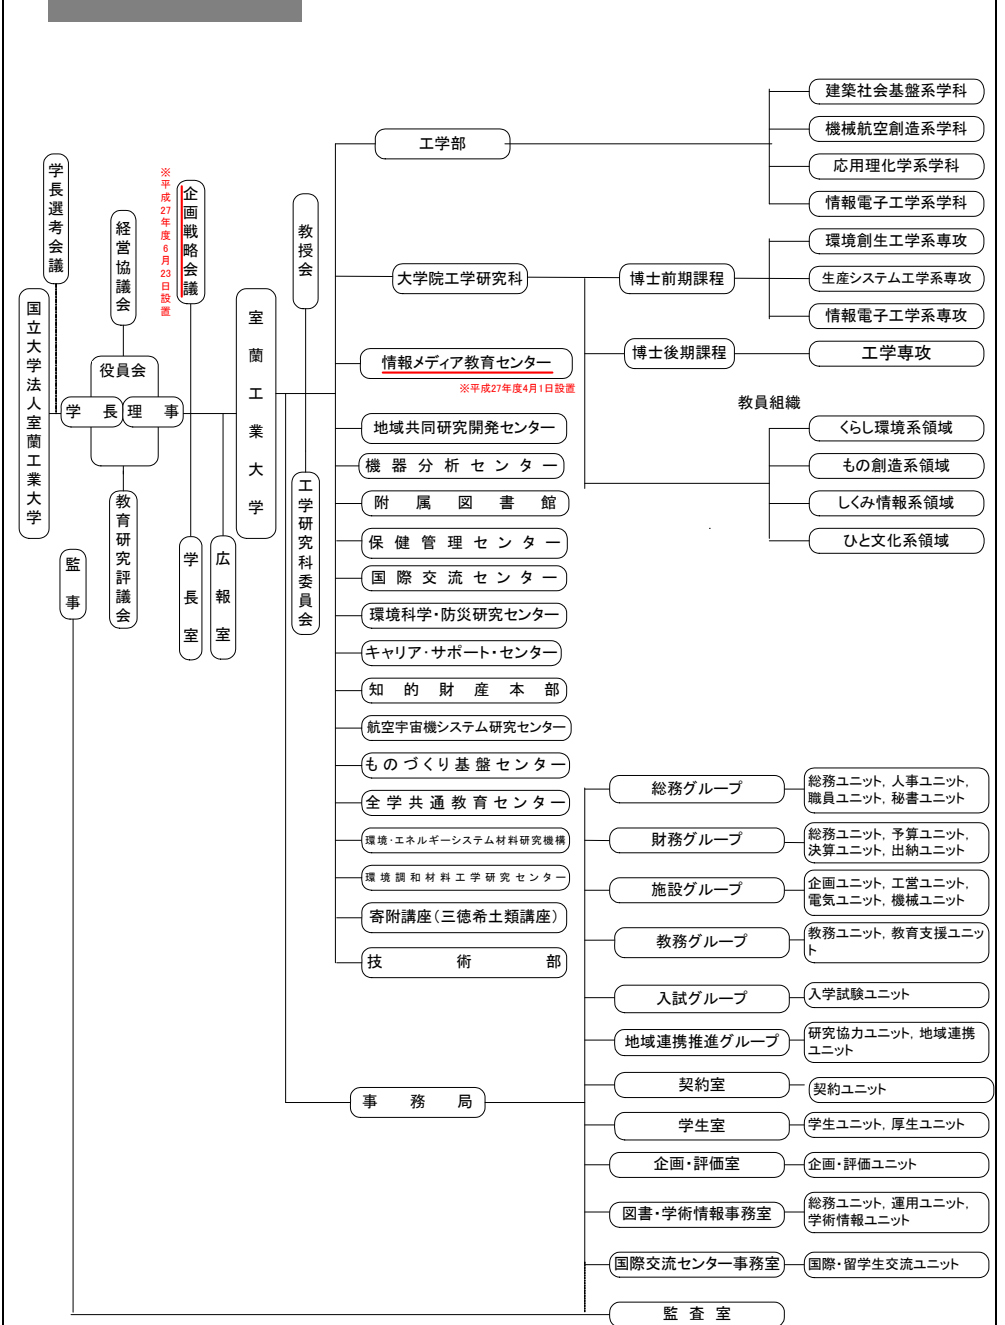 建築社会基盤系学科
工学部
機械航空創造系学科
応用理化学系学科
情報電子工学系学科
学長選考会議
※平成27年度6月23日設置
企画戦略会議
経営協議会
教授会
環境創生工学系専攻
大学院工学研究科
博士前期課程
生産システム工学系専攻
情報電子工学系専攻
国立大学法人室蘭工業大学
室蘭工業大学
博士後期課程
工学専攻
役員会
情報メディア教育センター
※平成27年度4月1日設置
学長
理事
教員組織
地域共同研究開発センター
くらし環境系領域
機器分析センター
もの創造系領域
附属図書館
しくみ情報系領域
保健管理センター
ひと文化系領域
工学研究科委員会
教育研究評議会
監事
学長室
広報室
国際交流センター
環境科学・防災研究センター
キャリア・サポート・センター
知的財産本部
航空宇宙機システム研究センター
ものづくり基盤センター
全学共通教育センター
環境・エネルギーシステム材料研究機構
環境調和材料工学研究センター
寄附講座（三徳希土類講座）
技術部
総務グループ
総務ユニット, 人事ユニット,
職員ユニット, 秘書ユニット
財務グループ
総務ユニット, 予算ユニット,
決算ユニット, 出納ユニット
施設グループ
企画ユニット, 工営ユニット,
電気ユニット, 機械ユニット
教務グループ
教務ユニット, 教育支援ユニッ
ト
入試グループ
入学試験ユニット
地域連携推進グループ
研究協力ユニット, 地域連携
ユニット
事務局
契約室
契約ユニット
学生室
学生ユニット, 厚生ユニット
企画・評価室
企画・評価ユニット
図書・学術情報事務室
総務ユニット, 運用ユニット,
学術情報ユニット
国際交流センター事務室
国際・留学生交流ユニット
監査室